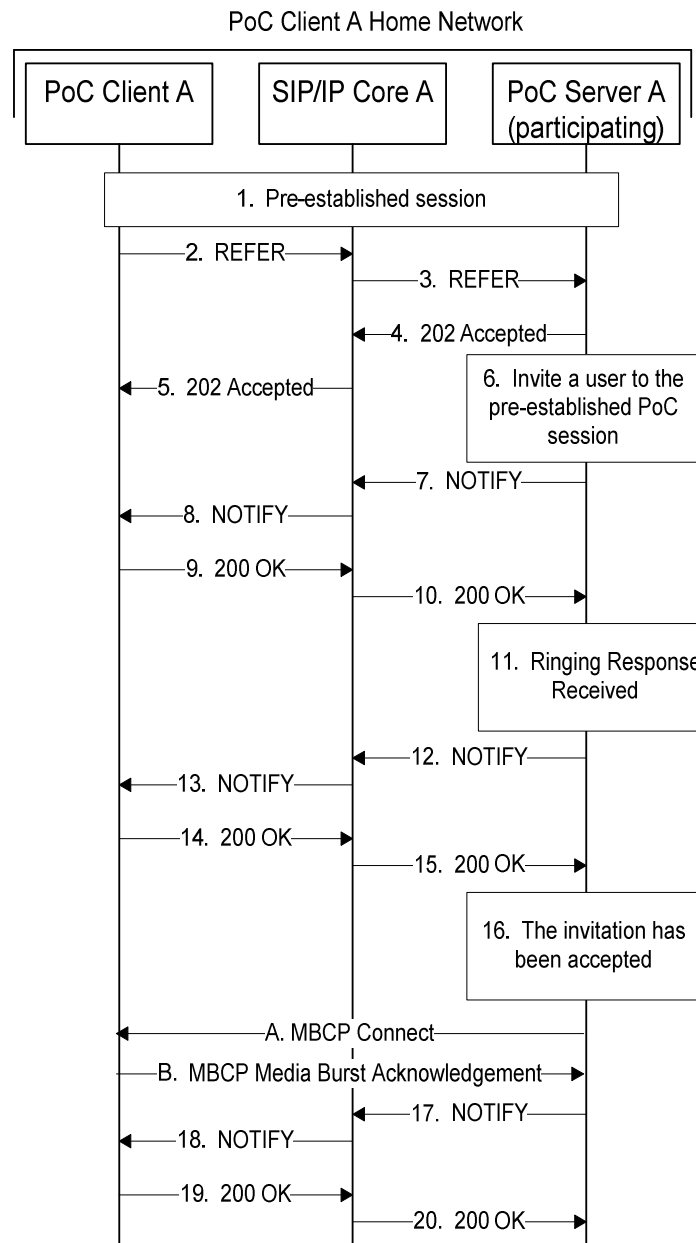 PoC Client A Home Network
PoC Client A
SIP/IP Core A
PoC Server A
(participating)
1. Pre-established session
2. REFER
3. REFER
4. 202 Accepted
5. 202 Accepted
6. Invite a user to the
pre-established PoC
session
7. NOTIFY
8. NOTIFY
9. 200 OK
10. 200 OK
11. Ringing Response
Received
12. NOTIFY
13. NOTIFY
14. 200 OK
15. 200 OK
16. The invitation has
been accepted
A. MBCP Connect
B. MBCP Media Burst Acknowledgement
17. NOTIFY
18. NOTIFY
19. 200 OK
20. 200 OK